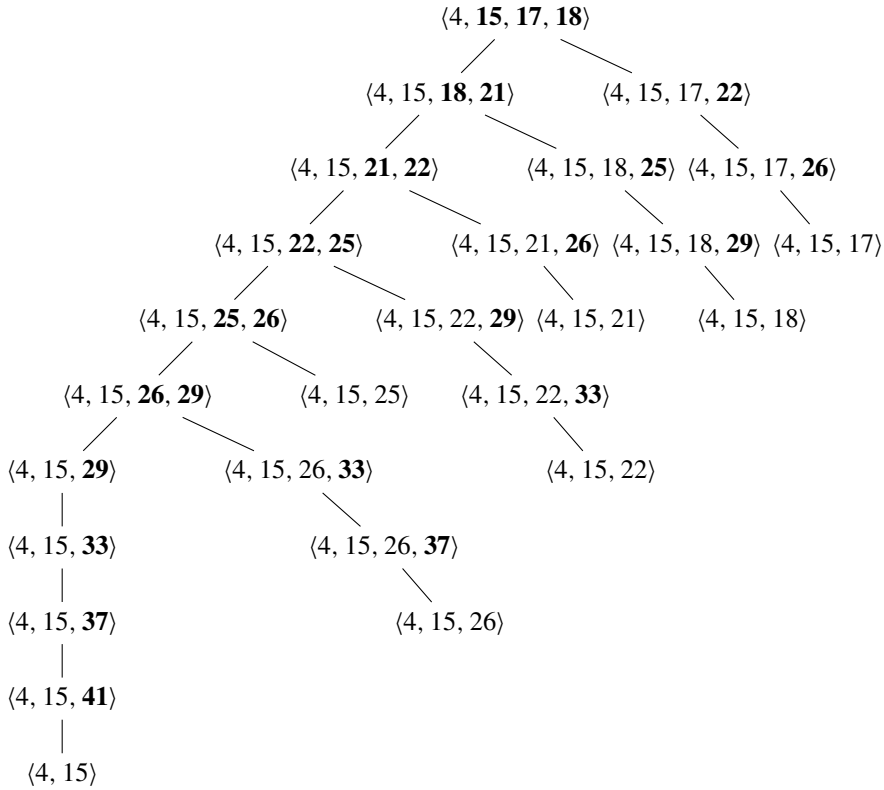 ⟨4, 15, 17, 18⟩
⟨4, 15, 18, 21⟩ ⟨4, 15, 17, 22⟩
⟨4, 15, 21, 22⟩ ⟨4, 15, 18, 25⟩ ⟨4, 15, 17, 26⟩
⟨4, 15, 22, 25⟩ ⟨4, 15, 21, 26⟩ ⟨4, 15, 18, 29⟩ ⟨4, 15, 17⟩
⟨4, 15, 25, 26⟩ ⟨4, 15, 22, 29⟩ ⟨4, 15, 21⟩ ⟨4, 15, 18⟩
⟨4, 15, 26, 29⟩ ⟨4, 15, 25⟩ ⟨4, 15, 22, 33⟩
⟨4, 15, 29⟩ ⟨4, 15, 26, 33⟩ ⟨4, 15, 22⟩
⟨4, 15, 33⟩ ⟨4, 15, 26, 37⟩
⟨4, 15, 37⟩ ⟨4, 15, 26⟩
⟨4, 15, 41⟩
⟨4, 15⟩